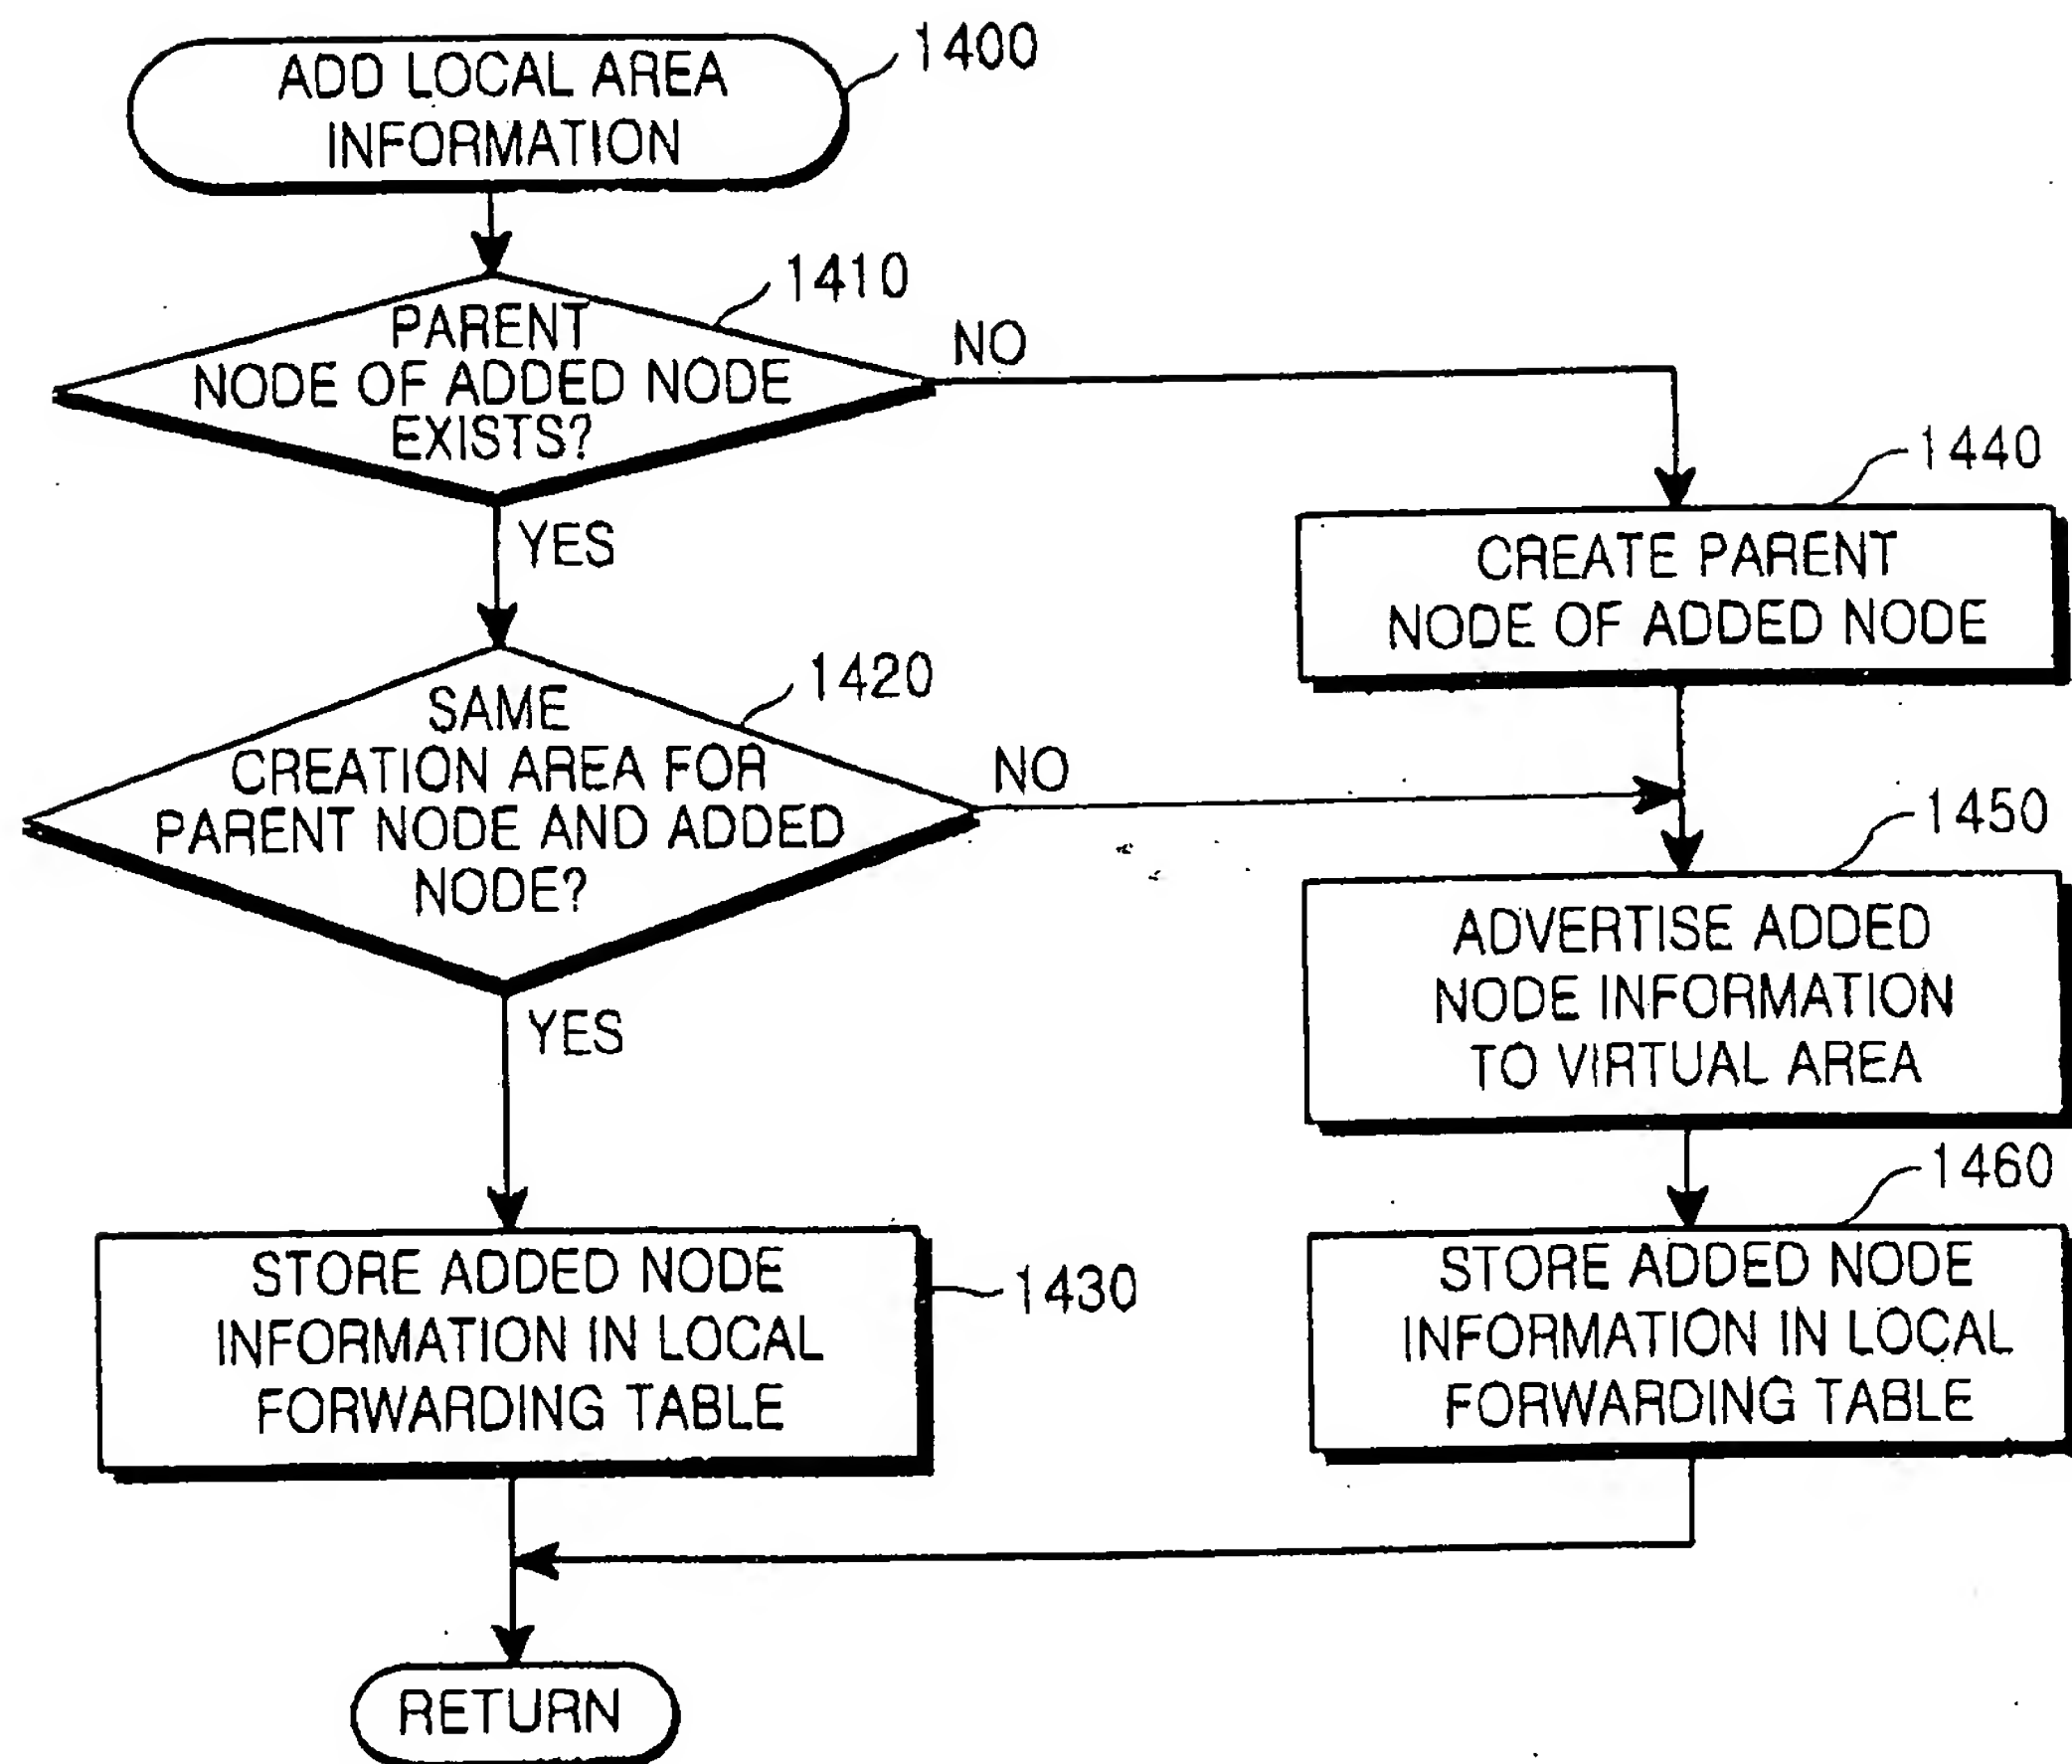 ADD LOCAL AREA
INFORMATION
1400
1410
PARENT
NODE OF ADDED NODE
EXISTS?
NO
YES
1440
CREATE PARENT
NODE OF ADDED NODE
1420
SAME
CREATION AREA FOR
PARENT NODE AND ADDED
NODE?
NO
YES
1450
ADVERTISE ADDED
NODE INFORMATION
TO VIRTUAL AREA
STORE ADDED NODE
INFORMATION IN LOCAL
FORWARDING TABLE
1430
1460
STORE ADDED NODE
INFORMATION IN LOCAL
FORWARDING TABLE
RETURN